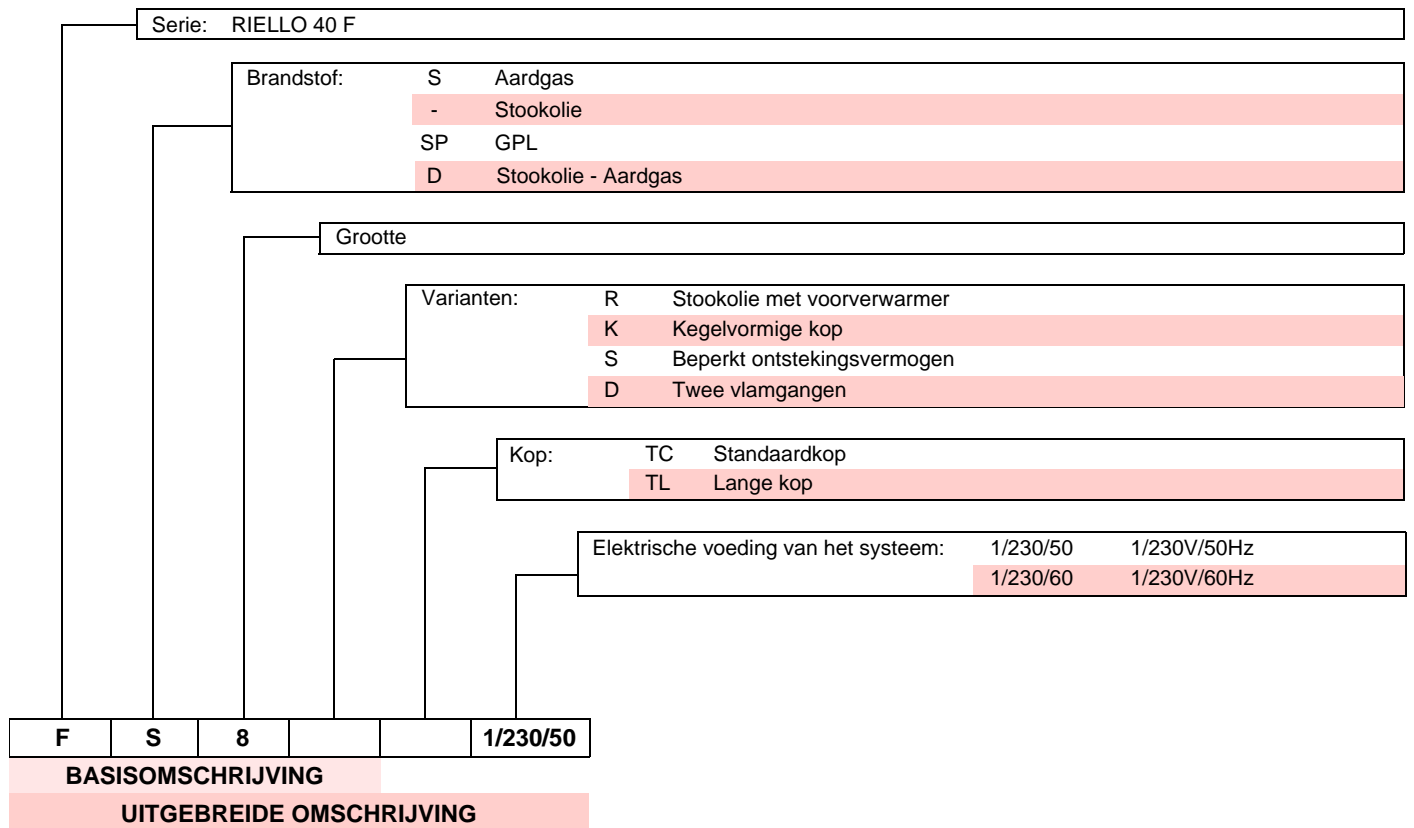 Serie: RIELLO 40 F
Brandstof: S Aardgas
- Stookolie
SP GPL
D Stookolie - Aardgas
Grootte
Varianten: R Stookolie met voorverwarmer
K Kegelvormige kop
S Beperkt ontstekingsvermogen
D Twee vlamgangen
Kop: TC Standaardkop
TL Lange kop
Elektrische voeding van het systeem: 1/230/50 1/230V/50Hz
1/230/60 1/230V/60Hz
F S 8 1/230/50
BASISOMSCHRIJVING
UITGEBREIDE OMSCHRIJVING